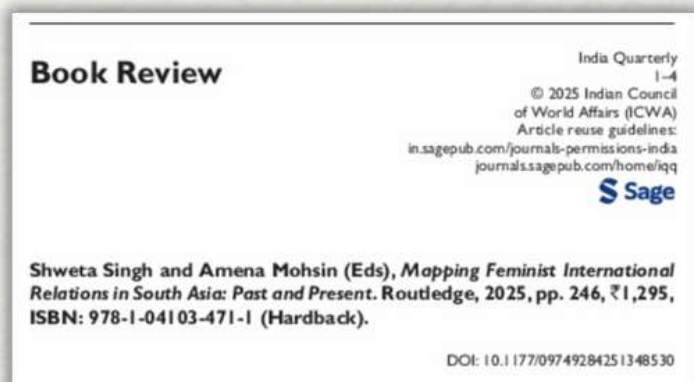 Book Review
India Quarterly
1–4
© 2025 Indian Council
of World Affairs (ICWA)
Article reuse guidelines:
in.sagepub.com/journals-permissions-india
journals.sagepub.com/home/iqq
Sage
Shweta Singh and Amena Mohsin (Eds), Mapping Feminist International
Relations in South Asia: Past and Present. Routledge, 2025, pp. 246, ₹1,295,
ISBN: 978-1-04103-471-1 (Hardback).
DOI: 10.1177/09749284251348530